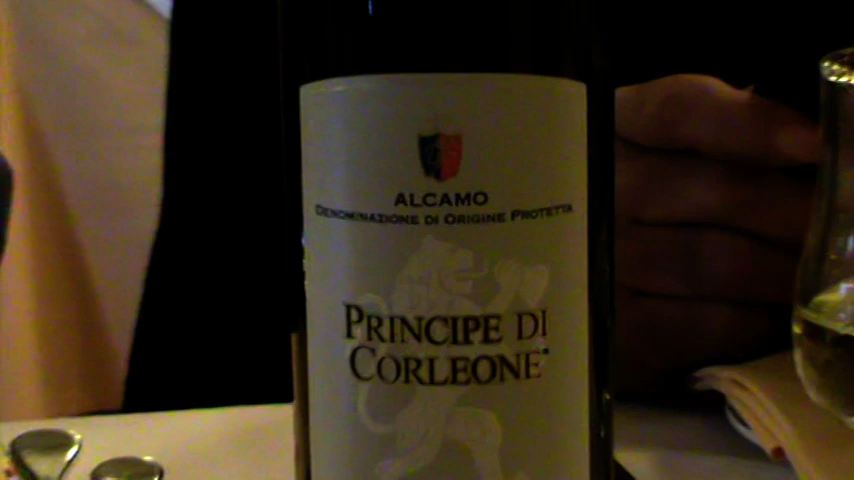 ALCAMO
DENOMINAZIONE DI ORIGINE PROTETTA
PRINCIPE DI
CORLEONE®